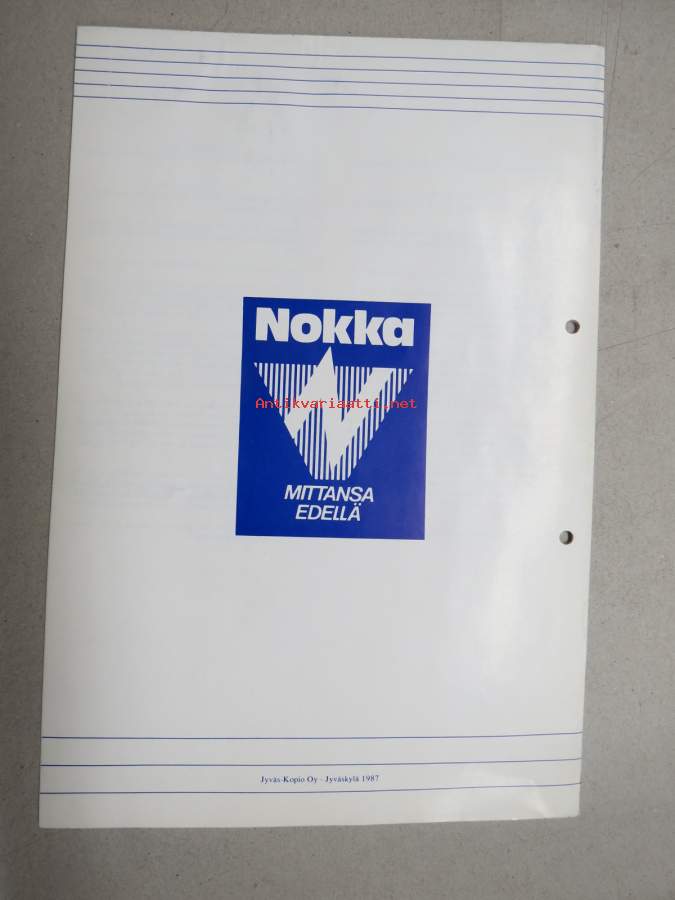 Nokka
Antikvariaatti.net
MITTANSA
EDELLÄ
Jyväs-Kopio Oy - Jyväskylä 1987